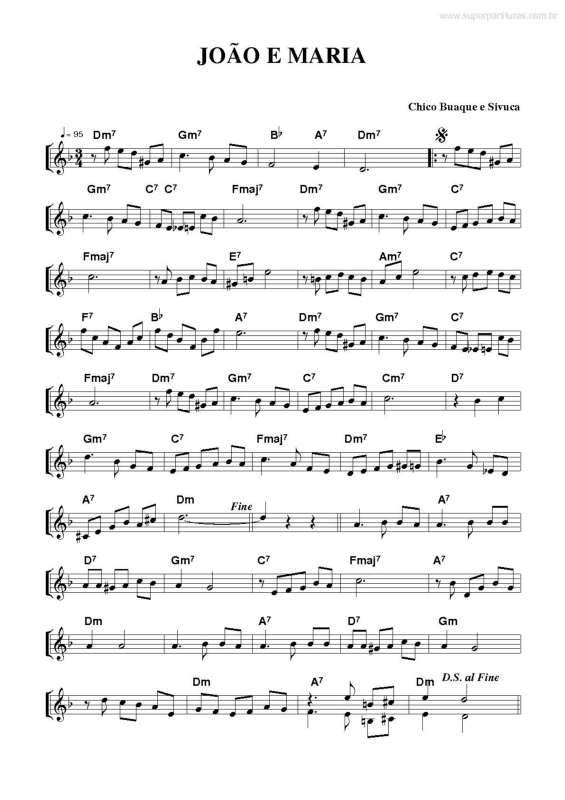 www.superpartituras.com.br
JOÃO E MARIA
Chico Buaque e Sivuca
♩ = 95 Dm7 Gm7 B♭ A7 Dm7
Gm7 C7 C7 Fmaj7 Dm7 Gm7 C7
Fmaj7 E7 Am7 C7
F7 B♭ A7 Dm7 Gm7 C7
Fmaj7 Dm7 Gm7 C7 Cm7 D7
Gm7 C7 Fmaj7 Dm7 E♭
A7 Dm Fine A7
D7 Gm7 C7 Fmaj7 A7
Dm A7 D7 Gm
Dm A7 Dm D.S. al Fine